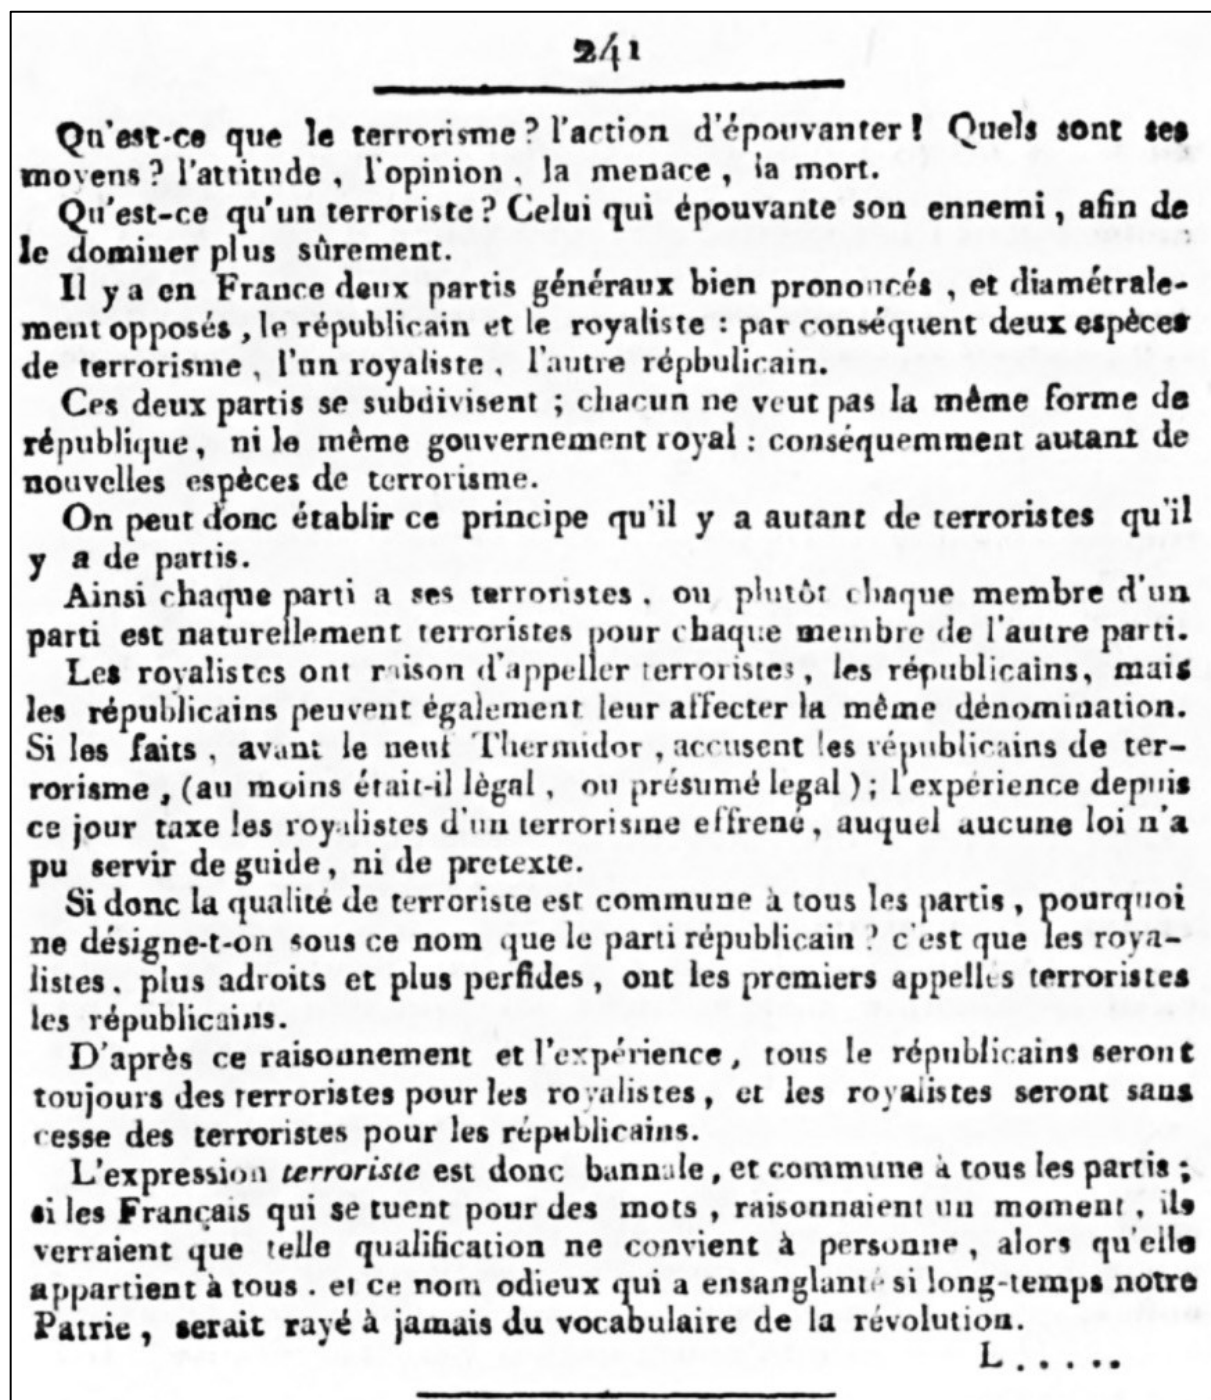 241
Qu'est-ce que le terrorisme ? l'action d'épouvanter ! Quels sont ses
moyens ? l'attitude , l'opinion , la menace , la mort.
Qu'est-ce qu'un terroriste ? Celui qui épouvante son ennemi , afin de
le dominer plus sûrement.
Il y a en France deux partis généraux bien prononcés , et diamétrale-
ment opposés , le républicain et le royaliste : par conséquent deux espèces
de terrorisme , l'un royaliste , l'autre répbulicain.
Ces deux partis se subdivisent ; chacun ne veut pas la même forme de
république , ni le même gouvernement royal : conséquemment autant de
nouvelles espèces de terrorisme.
On peut donc établir ce principe qu'il y a autant de terroristes qu'il
y a de partis.
Ainsi chaque parti a ses terroristes , ou plutôt chaque membre d'un
parti est naturellement terroristes pour chaque membre de l'autre parti.
Les royalistes ont raison d'appeller terroristes , les républicains, mais
les républicains peuvent également leur affecter la même dénomination.
Si les faits , avant le neuf Thermidor , accusent les républicains de ter-
rorisme , (au moins était-il lègal , ou présumé legal ) ; l'expérience depuis
ce jour taxe les royalistes d'un terrorisme effrené , auquel aucune loi n'a
pu servir de guide , ni de pretexte.
Si donc la qualité de terroriste est commune à tous les partis , pourquoi
ne désigne-t-on sous ce nom que le parti républicain ? c'est que les roya-
listes , plus adroits et plus perfides , ont les premiers appellés terroristes
les républicains.
D'après ce raisonnement et l'expérience , tous le républicains seront
toujours des terroristes pour les royalistes , et les royalistes seront sans
cesse des terroristes pour les républicains.
L'expression terroriste est donc bannale , et commune à tous les partis ;
si les Français qui se tuent pour des mots , raisonnaient un moment , ils
verraient que telle qualification ne convient à personne , alors qu'elle
appartient à tous . et ce nom odieux qui a ensanglanté si long-temps notre
Patrie , serait rayé à jamais du vocabulaire de la révolution.
L . . . . .